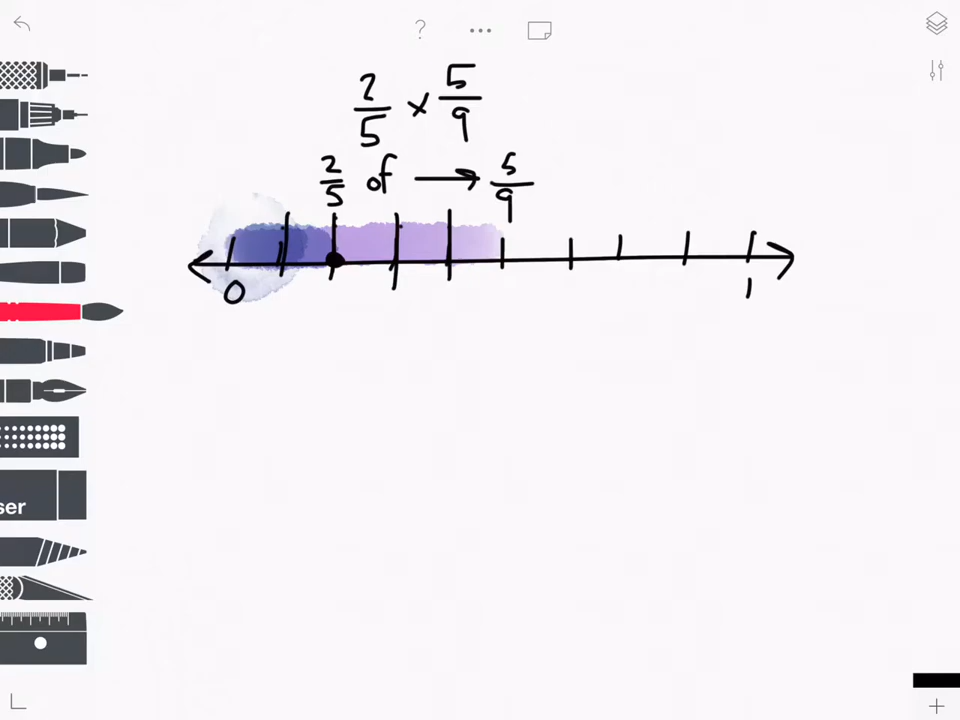 ?
2/5 x 5/9
2/5 of → 5/9
0 1
ser